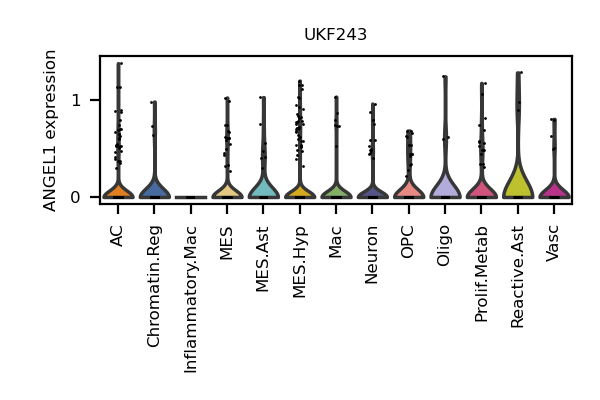 UKF243
ANGEL1 expression
1
0
AC
Chromatin.Reg
Inflammatory.Mac
MES
MES.Ast
MES.Hyp
Mac
Neuron
OPC
Oligo
Prolif.Metab
Reactive.Ast
Vasc